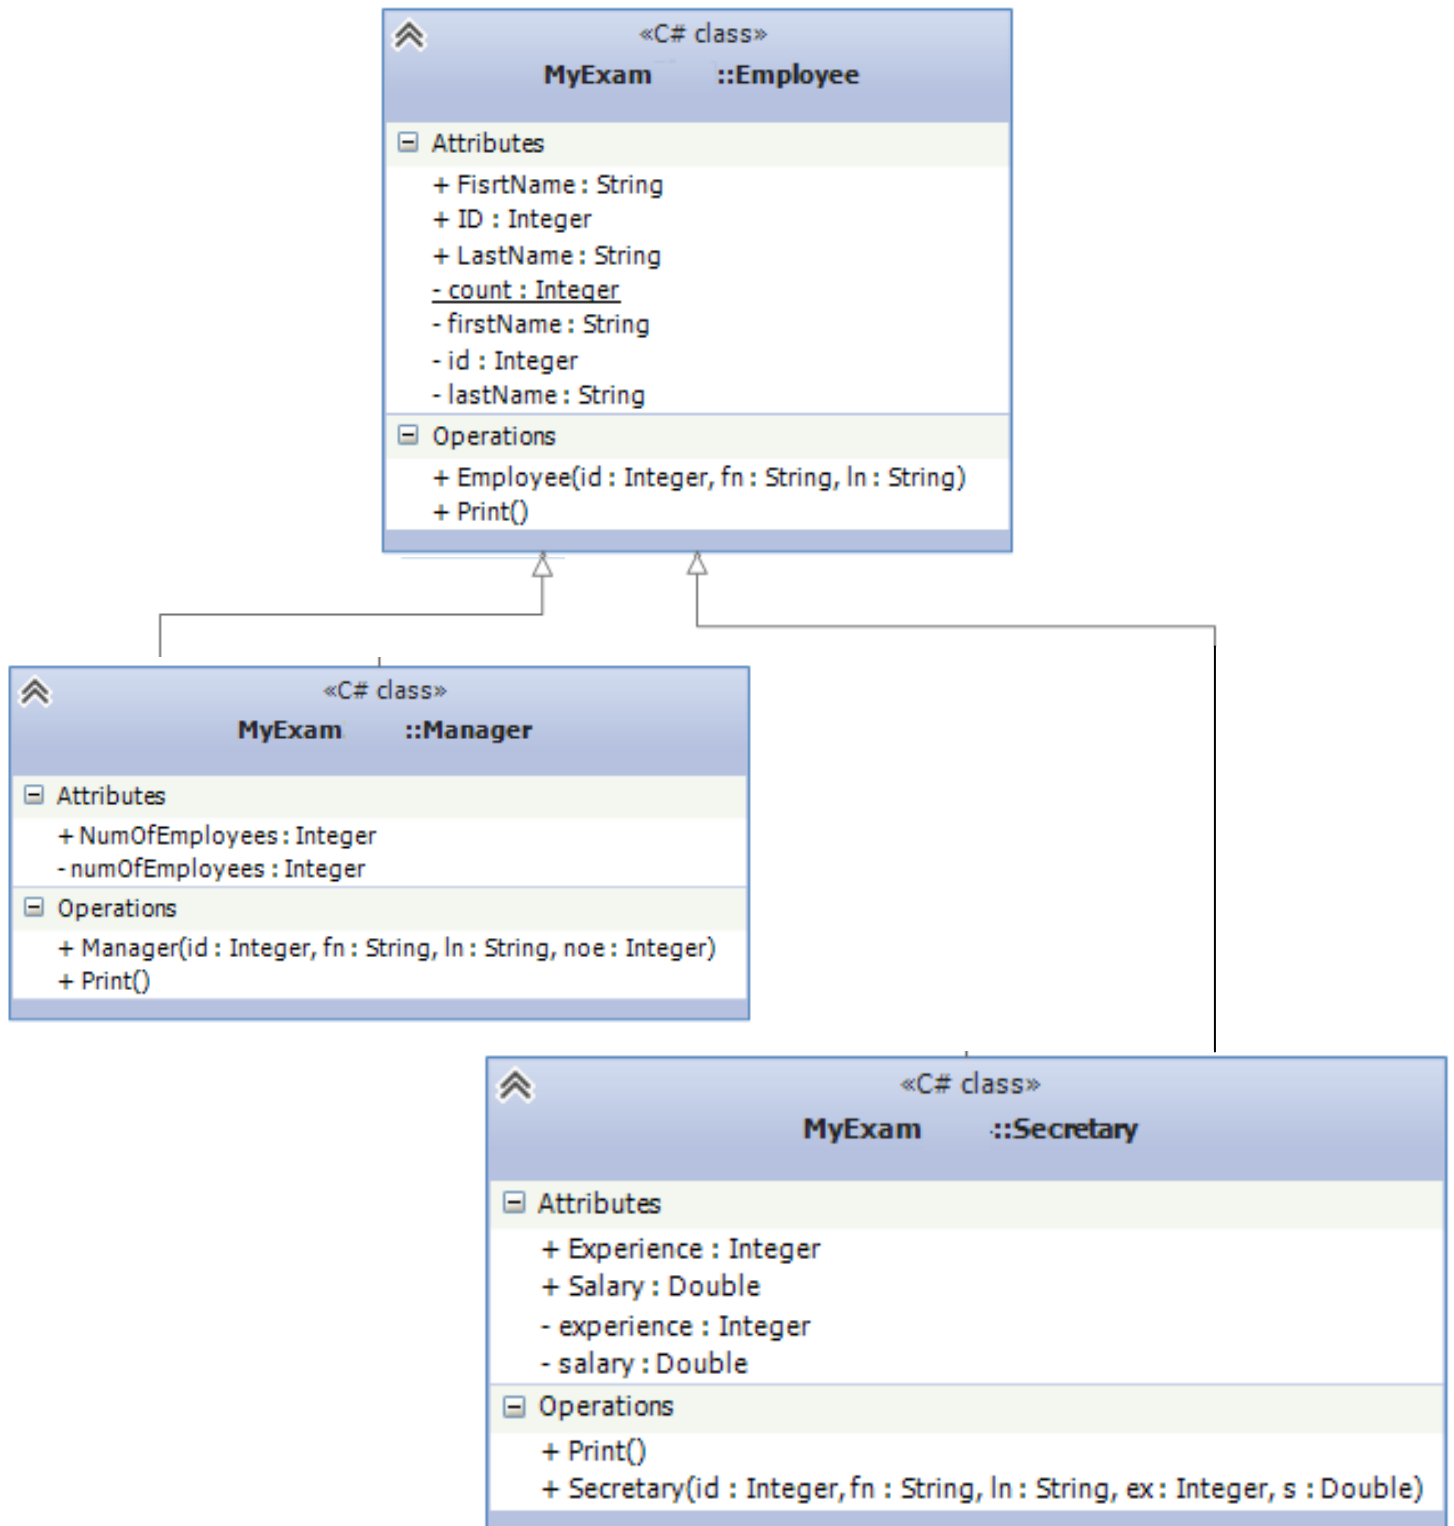 «C# class»
MyExam ::Employee
Attributes
+ FisrtName : String
+ ID : Integer
+ LastName : String
- count : Integer
- firstName : String
- id : Integer
- lastName : String
Operations
+ Employee(id : Integer, fn : String, ln : String)
+ Print()
«C# class»
MyExam ::Manager
Attributes
+ NumOfEmployees : Integer
- numOfEmployees : Integer
Operations
+ Manager(id : Integer, fn : String, ln : String, noe : Integer)
+ Print()
«C# class»
MyExam ::Secretary
Attributes
+ Experience : Integer
+ Salary : Double
- experience : Integer
- salary : Double
Operations
+ Print()
+ Secretary(id : Integer, fn : String, ln : String, ex : Integer, s : Double)